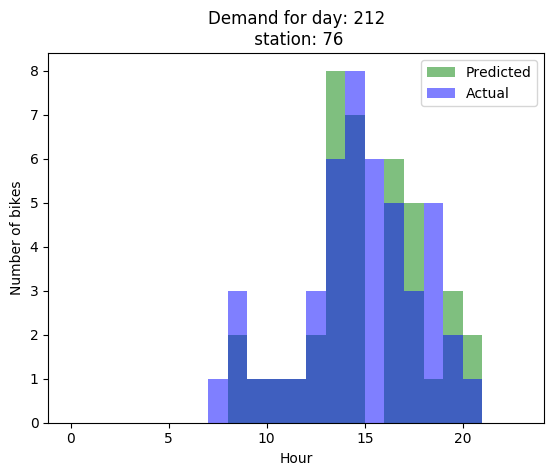 Demand for day: 212
station: 76
Predicted
Actual
Number of bikes
8
7
6
5
4
3
2
1
0
0 5 10 15 20
Hour